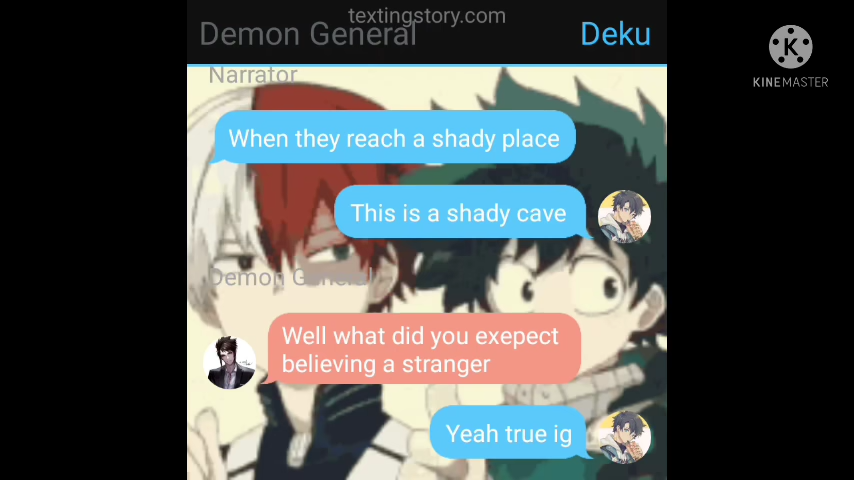 textingstory.com
Demon General
Deku
KINEMASTER
Narrator
When they reach a shady place
This is a shady cave
Demon General
Well what did you exepect
believing a stranger
Yeah true ig